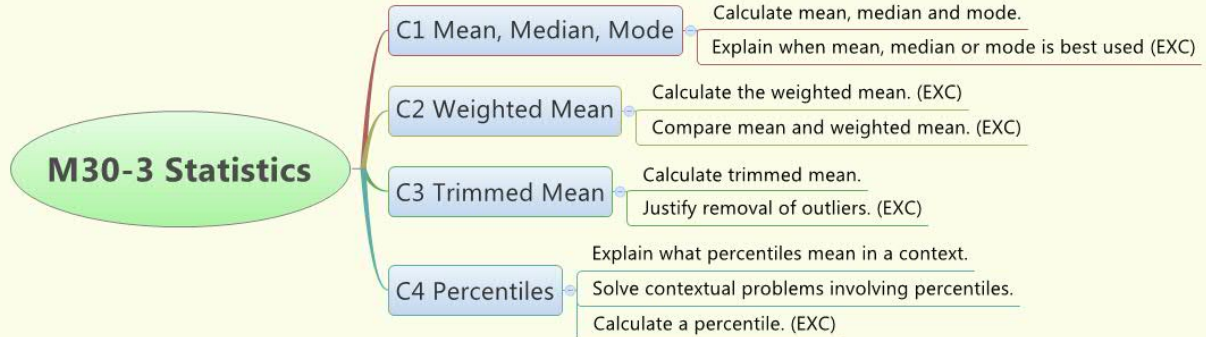 M30-3 Statistics
C1 Mean, Median, Mode
Calculate mean, median and mode.
Explain when mean, median or mode is best used (EXC)
C2 Weighted Mean
Calculate the weighted mean. (EXC)
Compare mean and weighted mean. (EXC)
C3 Trimmed Mean
Calculate trimmed mean.
Justify removal of outliers. (EXC)
C4 Percentiles
Explain what percentiles mean in a context.
Solve contextual problems involving percentiles.
Calculate a percentile. (EXC)